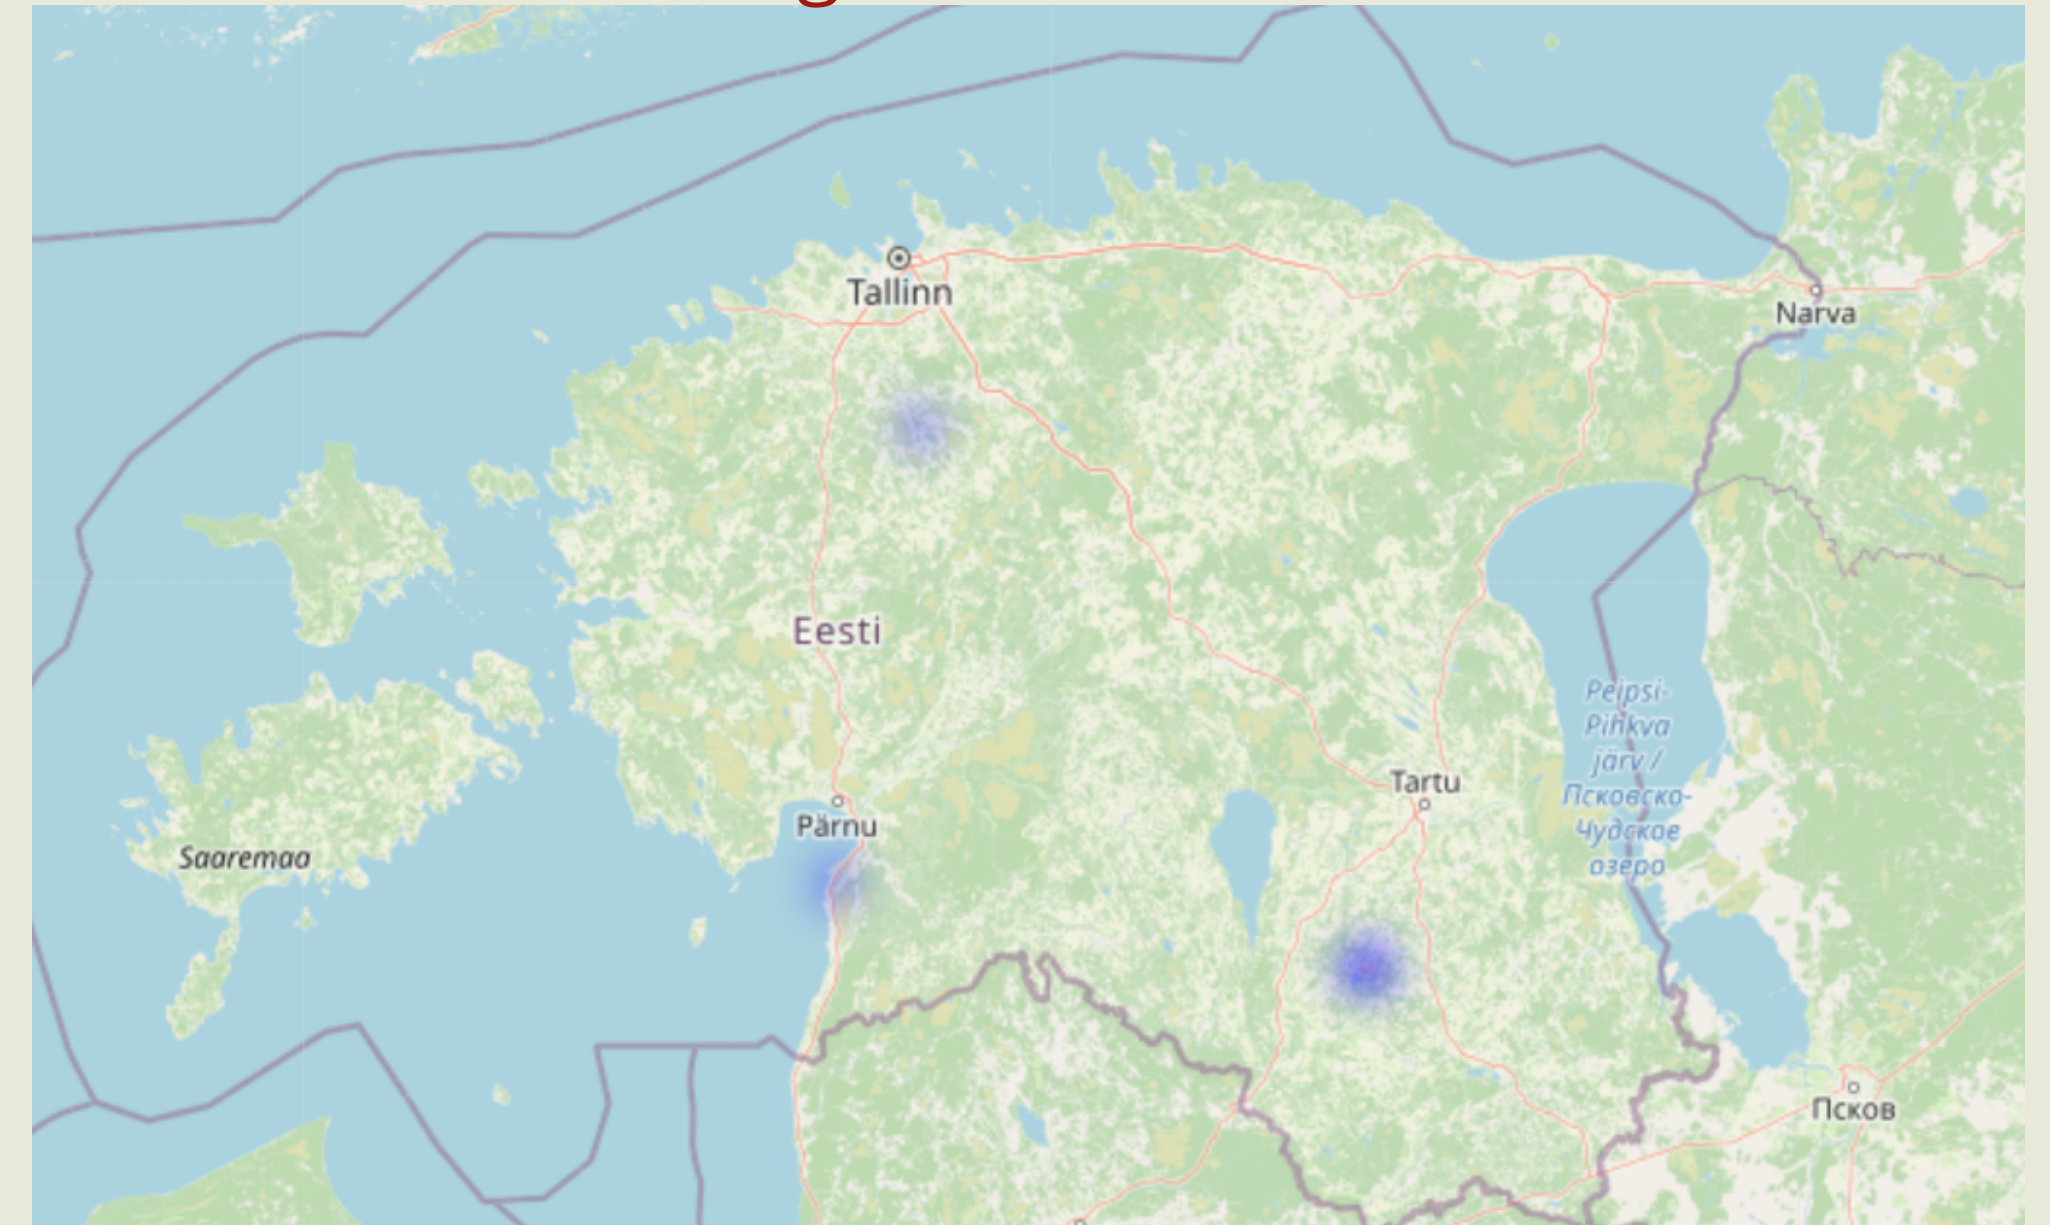 g
Tallinn
Narva
Eesti
Peipsi-
Pihkva
järv /
Псковско-
Чудское
озеро
Tartu
Pärnu
Saaremaa
Псков